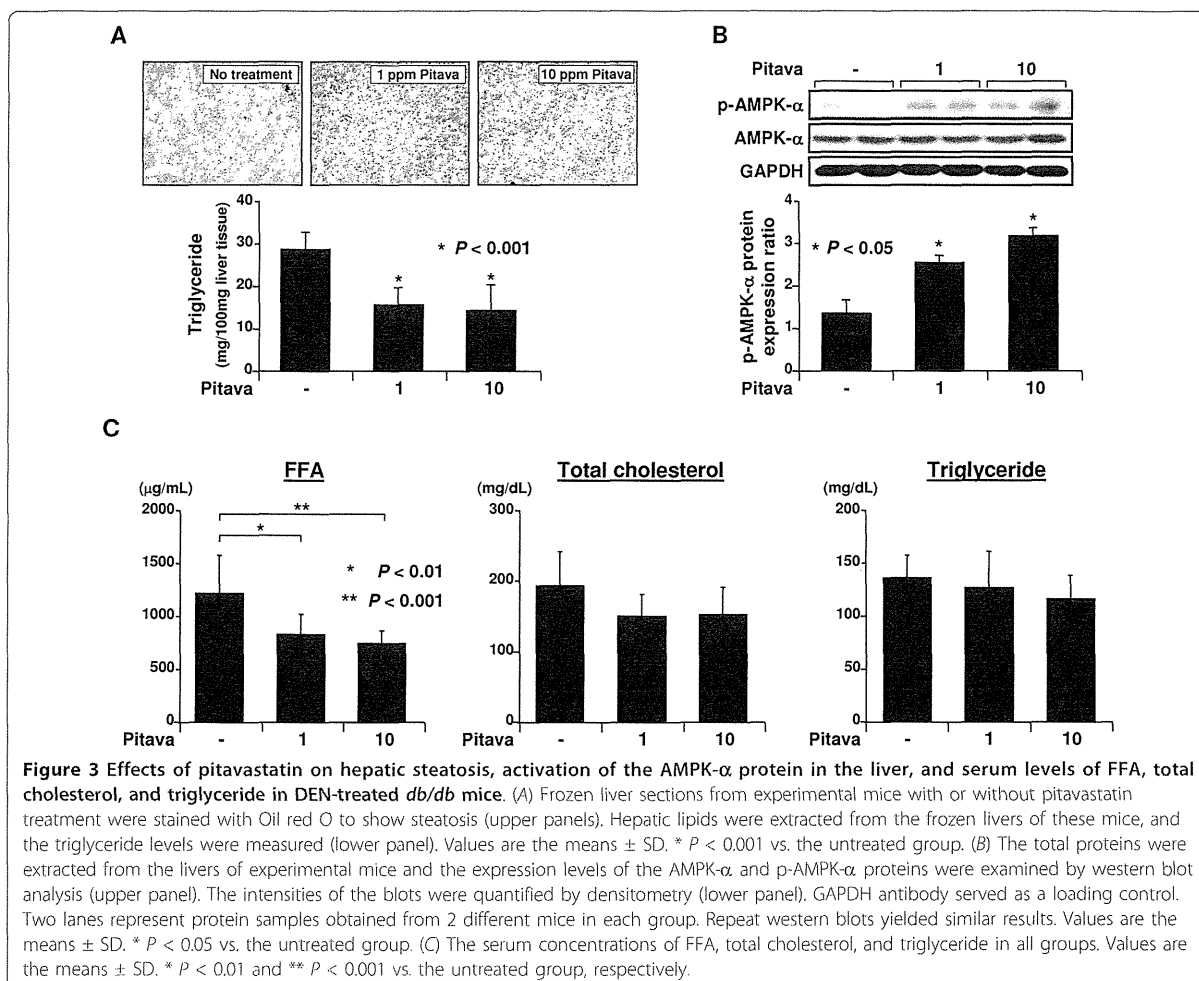 A
No treatment
1 ppm Pitava
10 ppm Pitava
Triglyceride
(mg/100mg liver tissue)
40
30
20
10
0
* P < 0.001
*
*
Pitava - 1 10
B
Pitava - 1 10
p-AMPK-α
AMPK-α
GAPDH
p-AMPK-α protein
expression ratio
4
3
2
1
0
* P < 0.05
*
*
Pitava - 1 10
C
FFA
(μg/mL)
2000
1500
1000
500
0
**
*
* P < 0.01
** P < 0.001
Pitava - 1 10
Total cholesterol
(mg/dL)
300
200
100
0
- 1 10
Triglyceride
(mg/dL)
200
150
100
50
0
- 1 10
Figure 3 Effects of pitavastatin on hepatic steatosis, activation of the AMPK-α protein in the liver, and serum levels of FFA, total
cholesterol, and triglyceride in DEN-treated db/db mice. (A) Frozen liver sections from experimental mice with or without pitavastatin
treatment were stained with Oil red O to show steatosis (upper panels). Hepatic lipids were extracted from the frozen livers of these mice, and
the triglyceride levels were measured (lower panel). Values are the means ± SD. * P < 0.001 vs. the untreated group. (B) The total proteins were
extracted from the livers of experimental mice and the expression levels of the AMPK-α and p-AMPK-α proteins were examined by western blot
analysis (upper panel). The intensities of the blots were quantified by densitometry (lower panel). GAPDH antibody served as a loading control.
Two lanes represent protein samples obtained from 2 different mice in each group. Repeat western blots yielded similar results. Values are the
means ± SD. * P < 0.05 vs. the untreated group. (C) The serum concentrations of FFA, total cholesterol, and triglyceride in all groups. Values are
the means ± SD. * P < 0.01 and ** P < 0.001 vs. the untreated group, respectively.